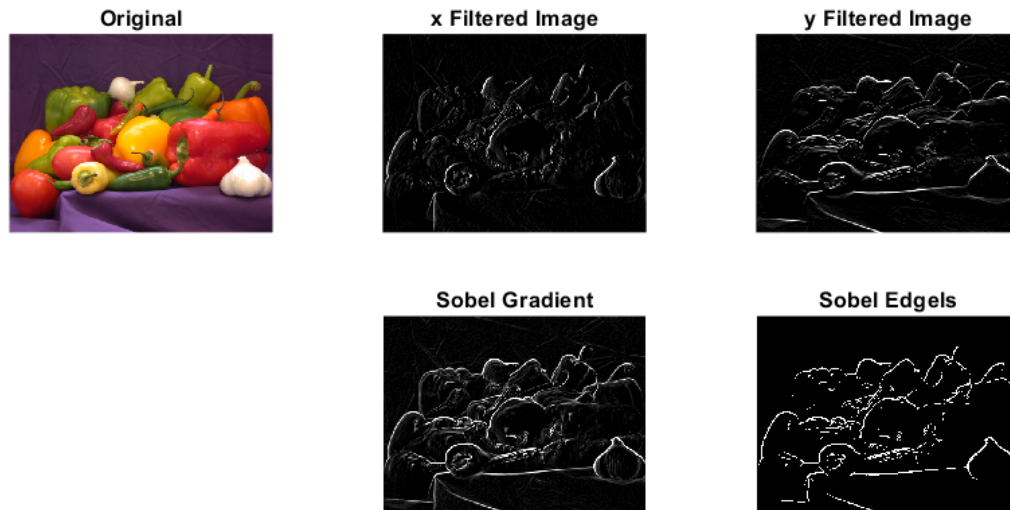 Original
x Filtered Image
y Filtered Image
Sobel Gradient
Sobel Edgels